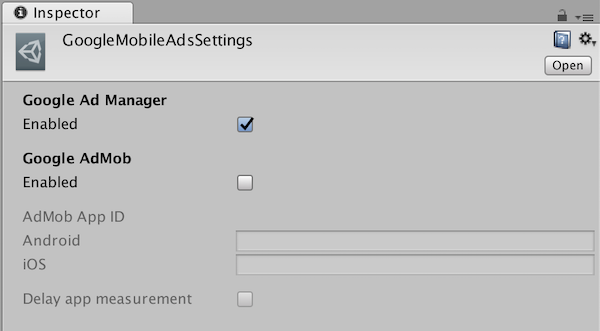 Inspector
GoogleMobileAdsSettings
Open
Google Ad Manager
Enabled
Google AdMob
Enabled
AdMob App ID
Android
iOS
Delay app measurement